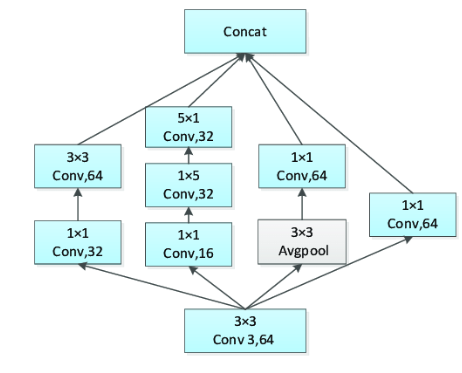 Concat
5×1
Conv,32
3×3
Conv,64
1×5
Conv,32
1×1
Conv,64
1×1
Conv,64
1×1
Conv,32
1×1
Conv,16
3×3
Avgpool
3×3
Conv 3,64